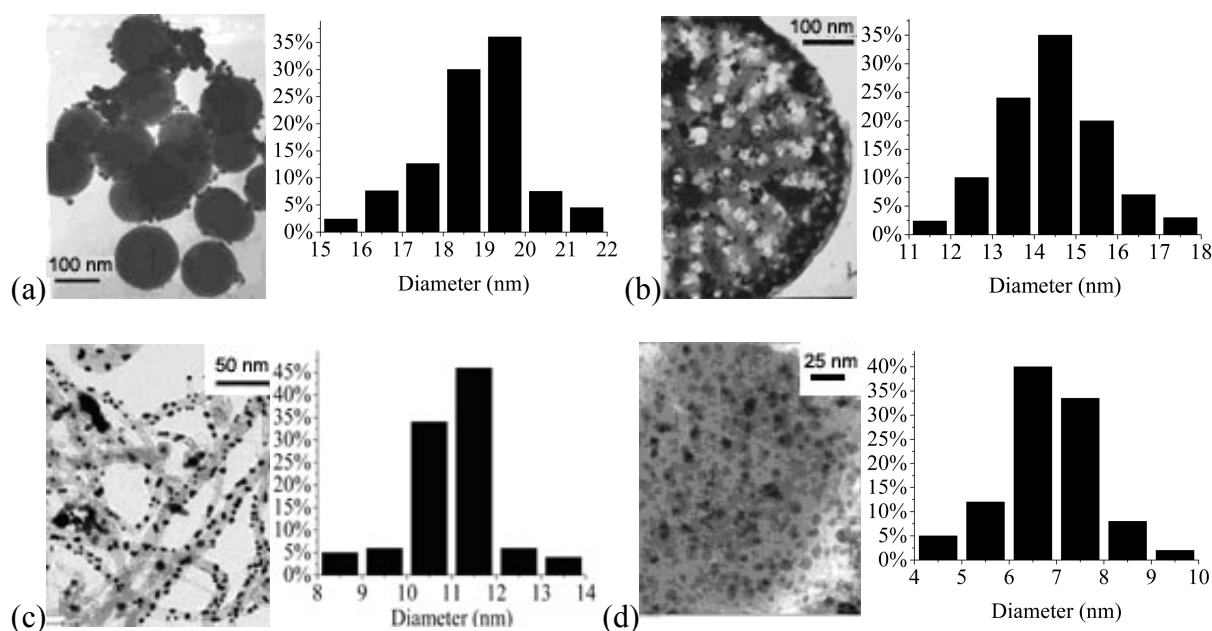 100 nm
35%
30%
25%
20%
15%
10%
5%
0%
15 16 17 18 19 20 21 22
Diameter (nm)
(a)
100 nm
35%
30%
25%
20%
15%
10%
5%
0%
11 12 13 14 15 16 17 18
Diameter (nm)
(b)
50 nm
45%
40%
35%
30%
25%
20%
15%
10%
5%
0%
8 9 10 11 12 13 14
Diameter (nm)
(c)
25 nm
40%
35%
30%
25%
20%
15%
10%
5%
0%
4 5 6 7 8 9 10
Diameter (nm)
(d)